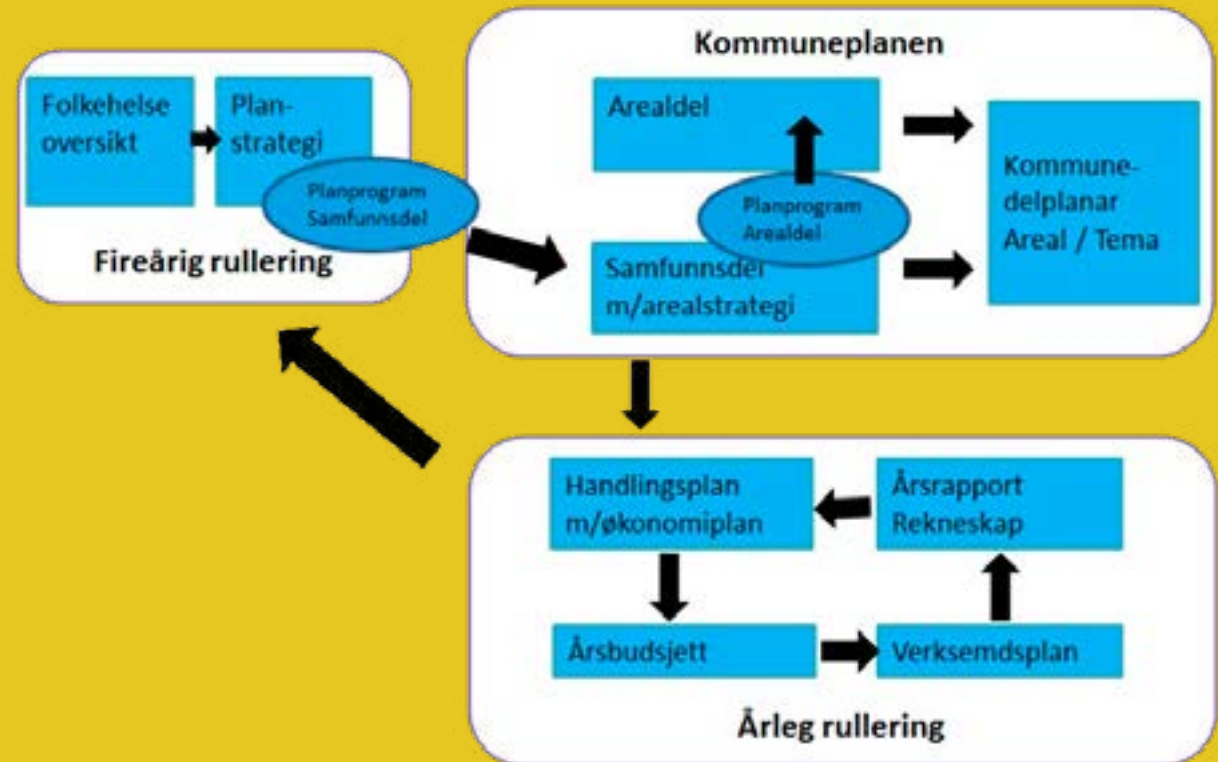 Folkehelse
oversikt
Plan-
strategi
Planprogram
Samfunnsdel
Fireårig rullering
Kommuneplanen
Arealdel
Planprogram
Arealdel
Samfunnsdel
m/arealstrategi
Kommune-
delplanar
Areal / Tema
Handlingsplan
m/økonomiplan
Årsrapport
Rekneskap
Årsbudsjett
Verksemdsplan
Årleg rullering